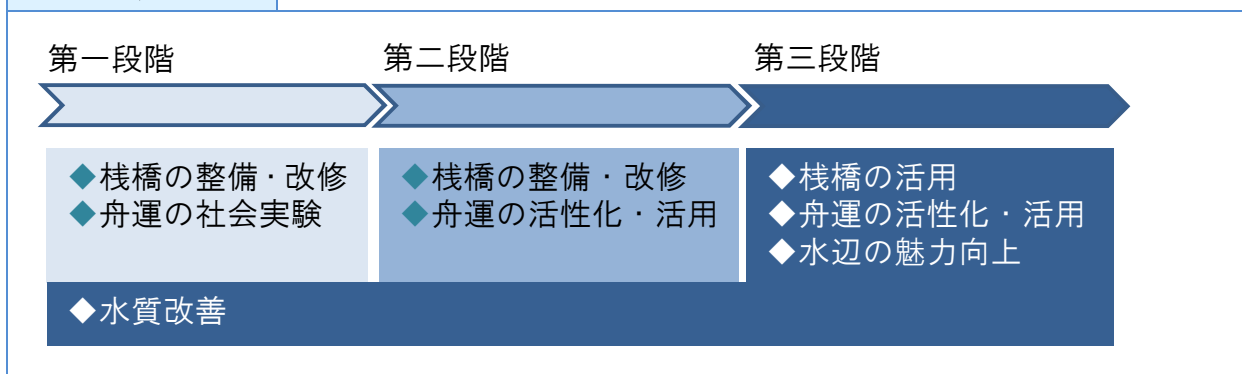 第一段階
第二段階
第三段階
◆桟橋の整備・改修
◆舟運の社会実験
◆桟橋の整備・改修
◆舟運の活性化・活用
◆桟橋の活用
◆舟運の活性化・活用
◆水辺の魅力向上
◆水質改善